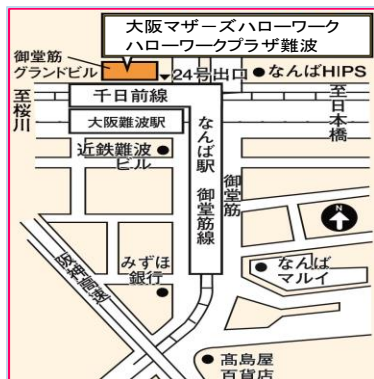 大阪マザーズハローワーク
ハローワークプラザ難波
御堂筋
グランドビル
24号出口
なんばHIPS
至桜川
千日前線
至日本橋
大阪難波駅
なんば駅 御堂筋線
御堂筋
近鉄難波
ビル
N
阪神高速
みずほ
銀行
なんば
マルイ
髙島屋
百貨店